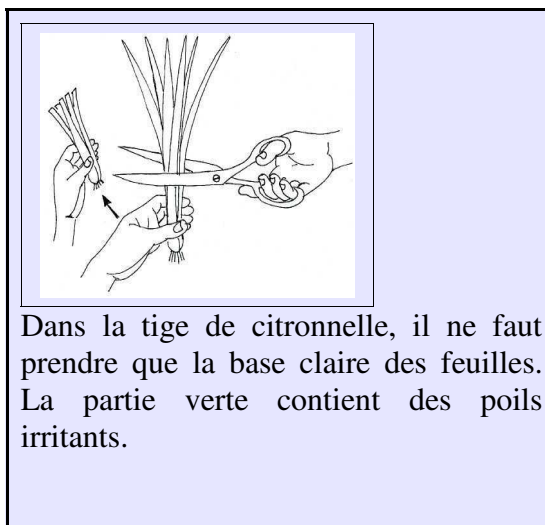 Dans la tige de citronnelle, il ne faut
prendre que la base claire des feuilles.
La partie verte contient des poils
irritants.